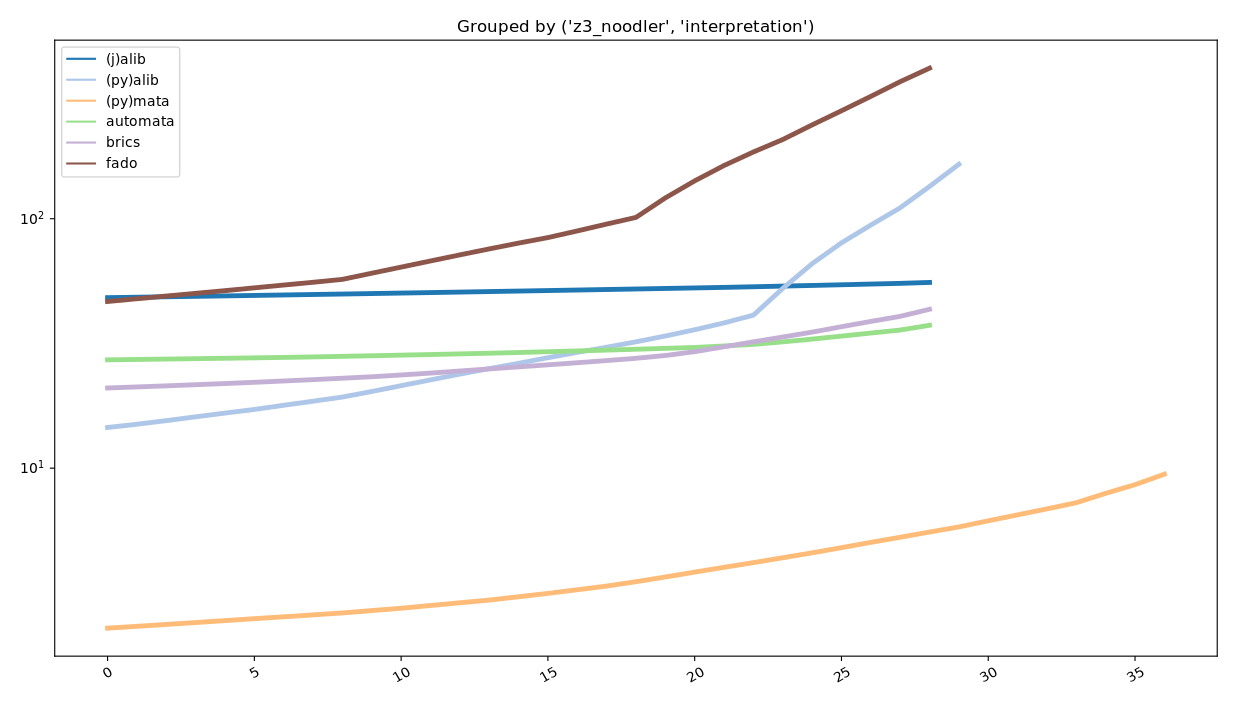 Grouped by ('z3_noodler', 'interpretation')
(j)alib
(py)alib
(py)mata
automata
brics
fado
10²
10¹
0 5 10 15 20 25 30 35